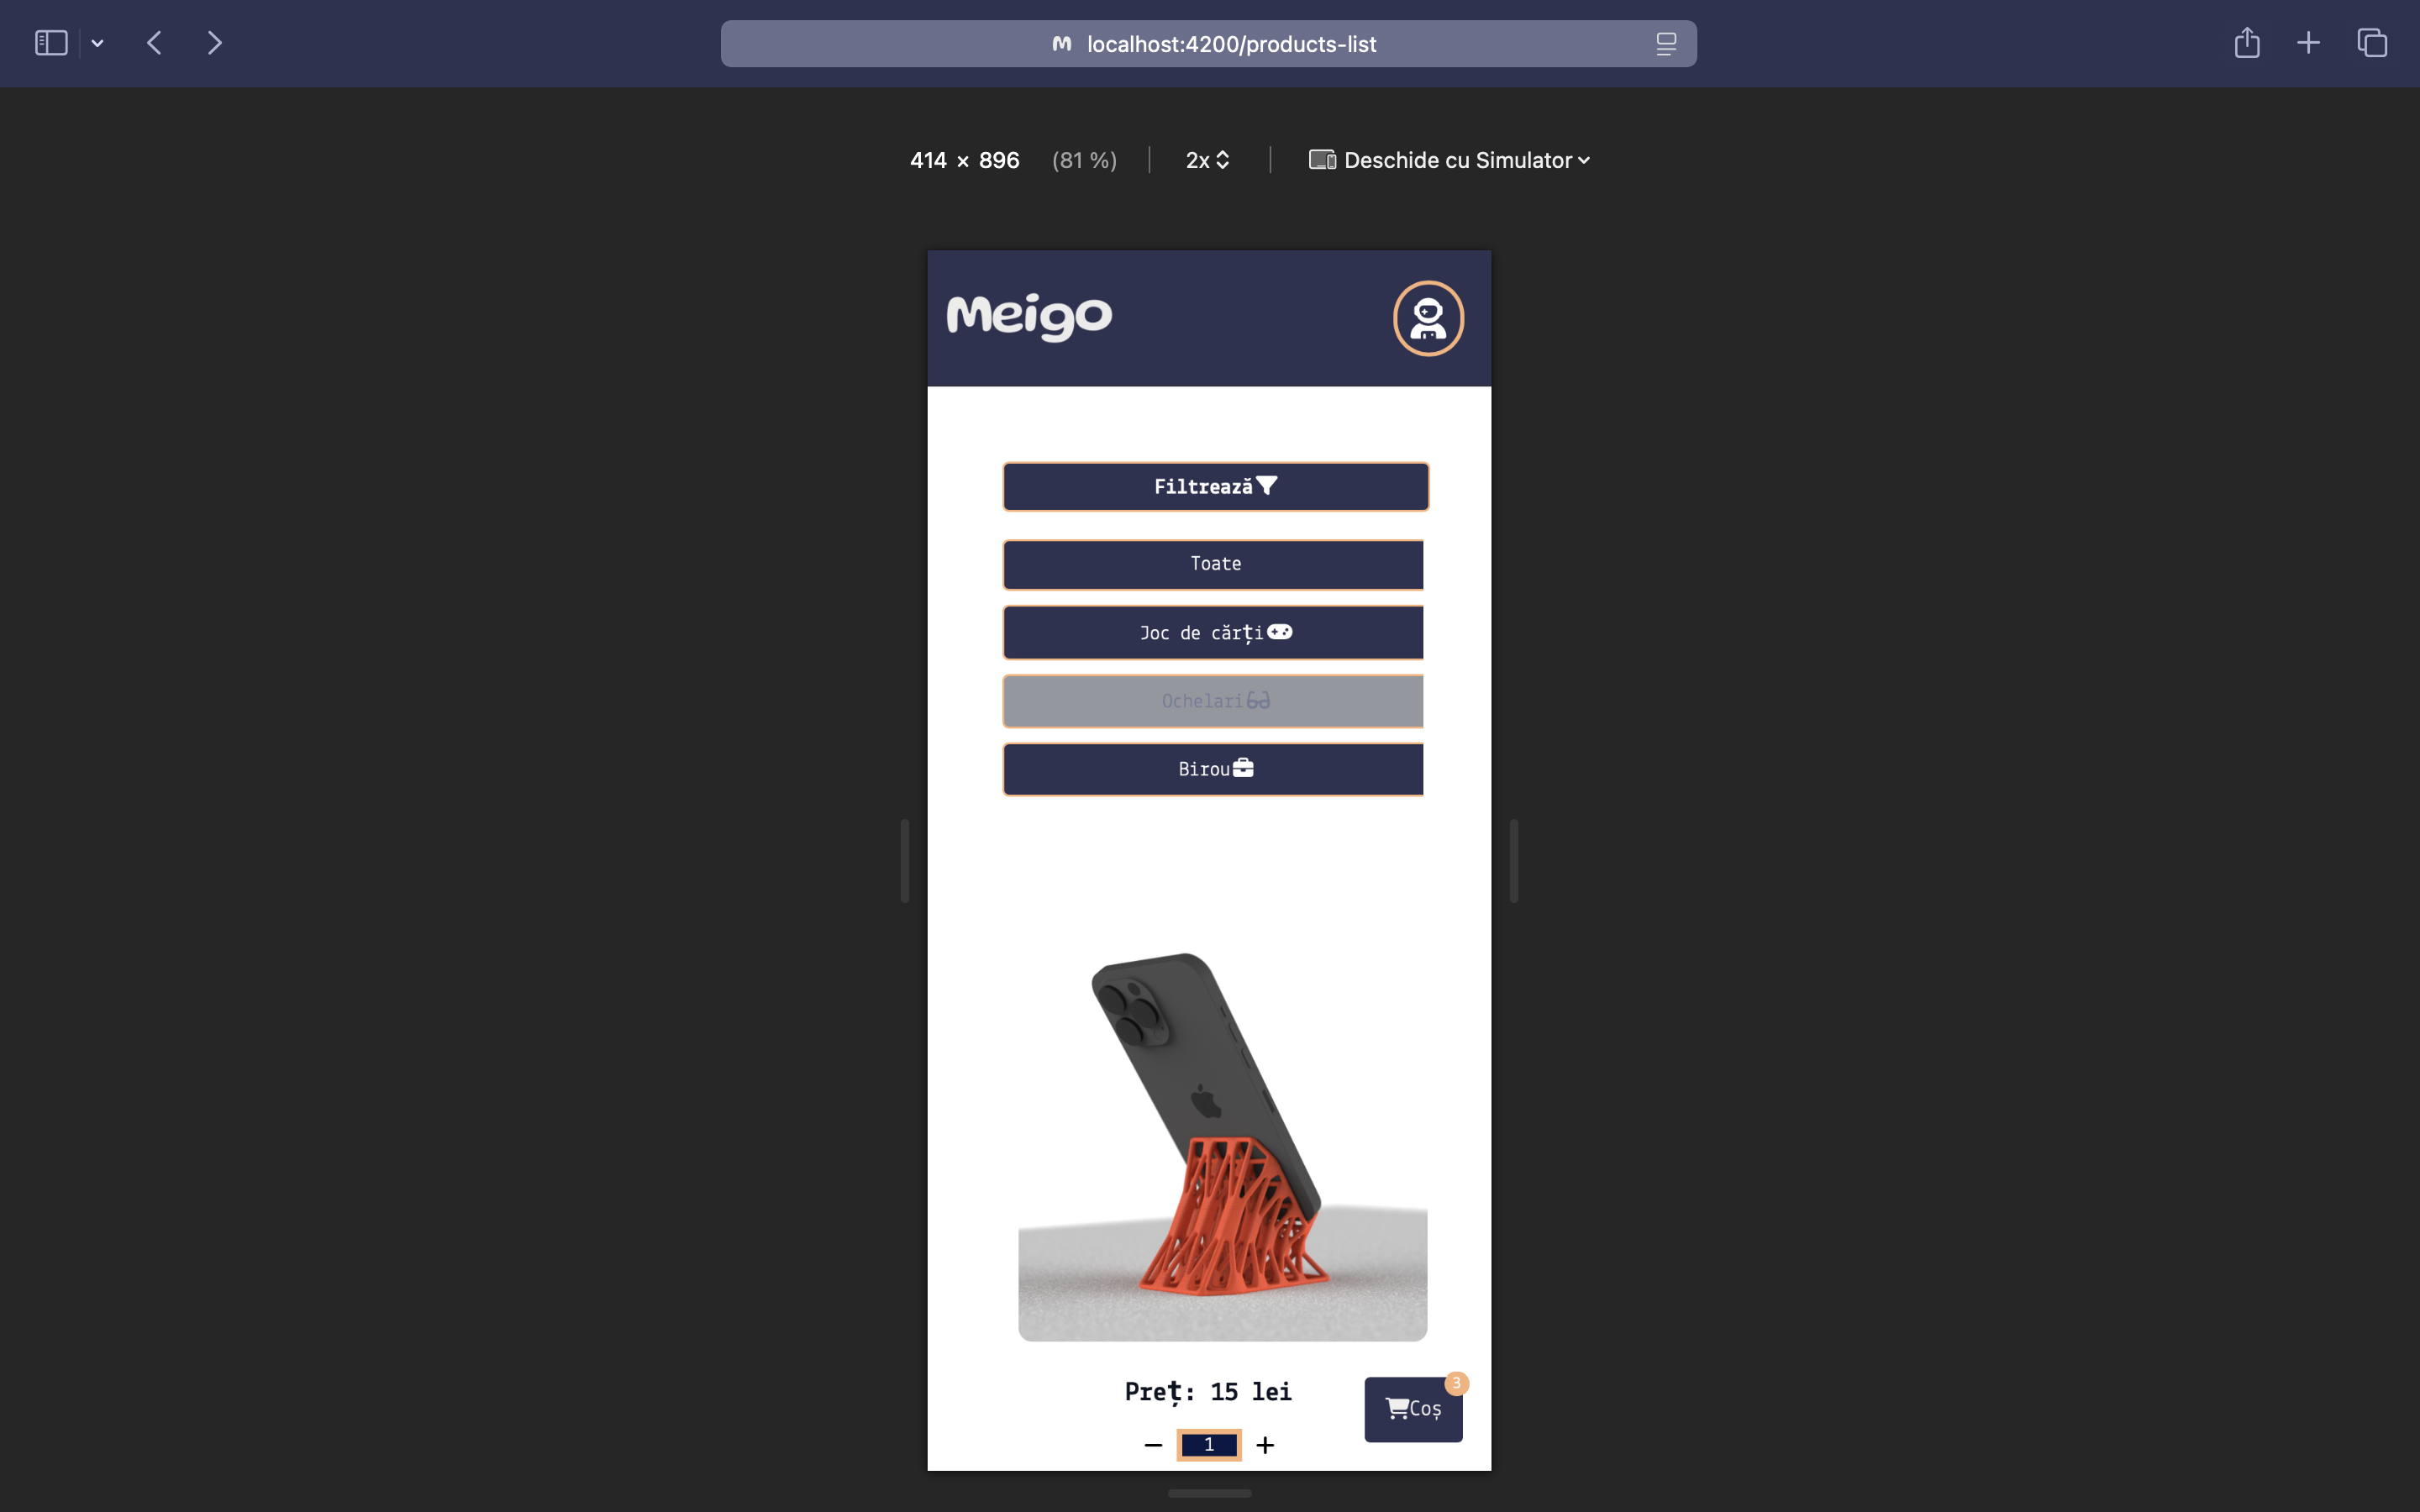 localhost:4200/products-list
414 × 896 (81 %) 2x Deschide cu Simulator
Meigo
Filtrează
Toate
Joc de cărți
Ochelari
Birou
Preț: 15 lei
3
Coș
− 1 +